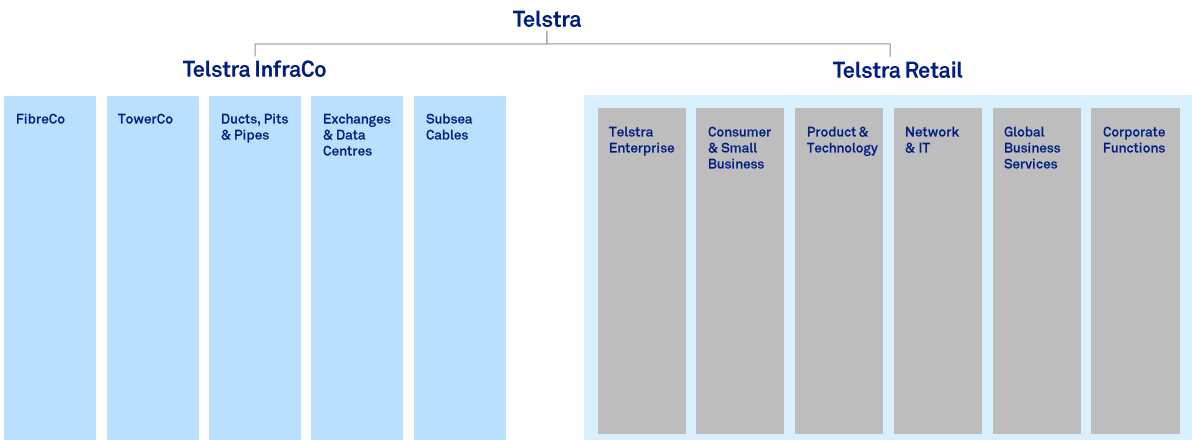 Telstra
Telstra InfraCo
Telstra Retail
FibreCo
TowerCo
Ducts, Pits
& Pipes
Exchanges
& Data
Centres
Subsea
Cables
Telstra
Enterprise
Consumer
& Small
Business
Product &
Technology
Network
& IT
Global
Business
Services
Corporate
Functions